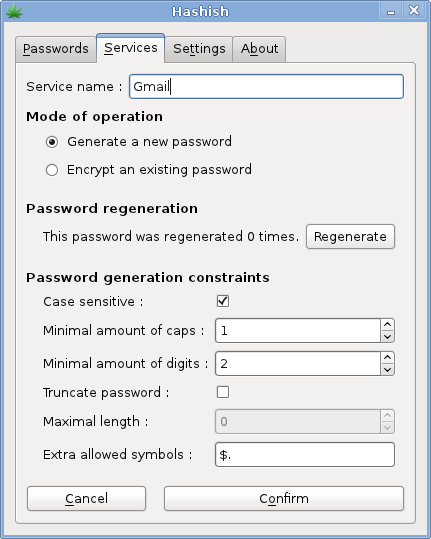 Hashish
Passwords Services Settings About
Service name : Gmail
Mode of operation
Generate a new password
Encrypt an existing password
Password regeneration
This password was regenerated 0 times. Regenerate
Password generation constraints
Case sensitive :
Minimal amount of caps : 1
Minimal amount of digits : 2
Truncate password :
Maximal length : 0
Extra allowed symbols : $.
Cancel Confirm